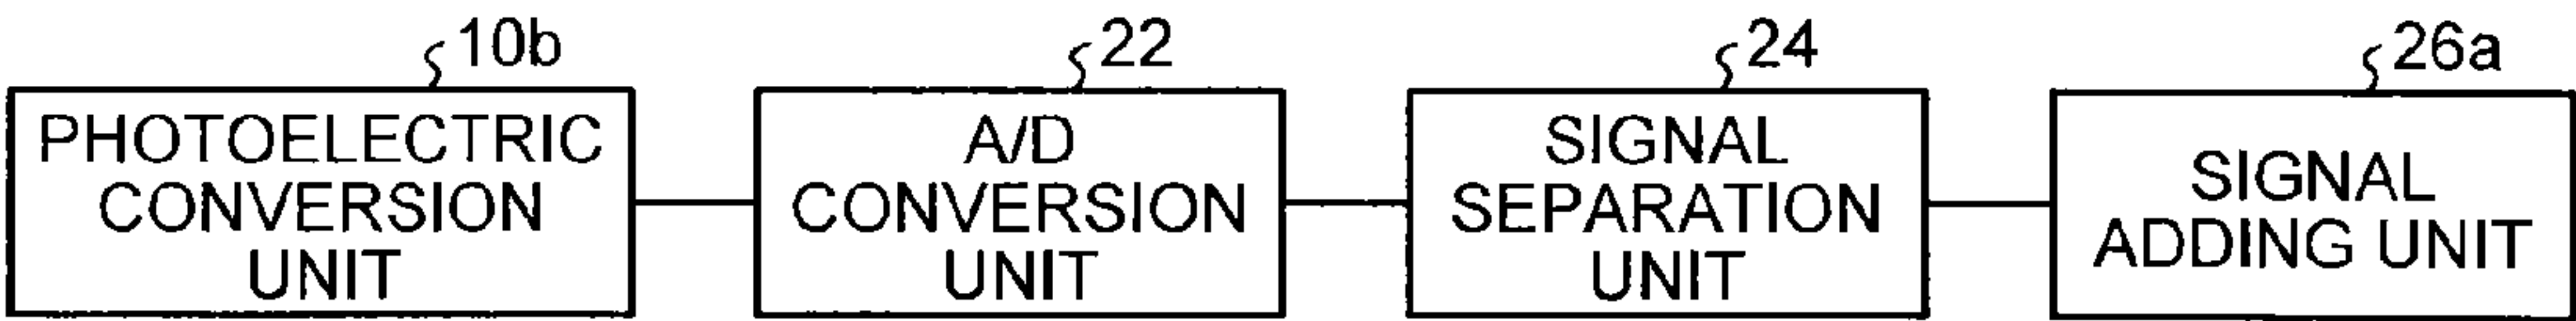 10b
22
24
26a
PHOTOELECTRIC
CONVERSION
UNIT
A/D
CONVERSION
UNIT
SIGNAL
SEPARATION
UNIT
SIGNAL
ADDING UNIT